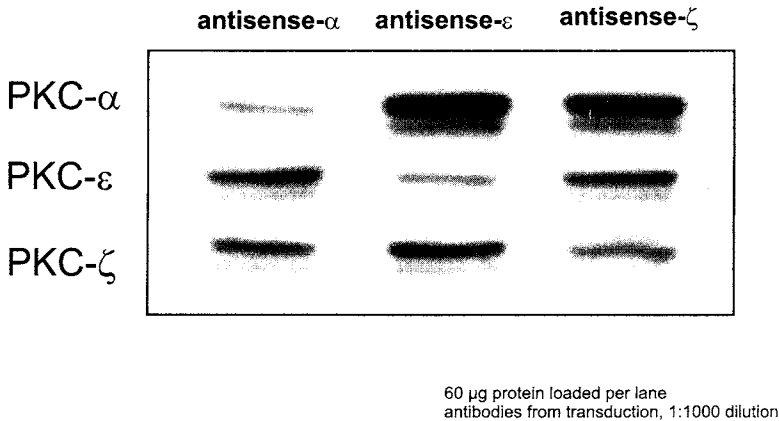 antisense-α antisense-ε antisense-ζ
PKC-α
PKC-ε
PKC-ζ
60 µg protein loaded per lane
antibodies from transduction, 1:1000 dilution